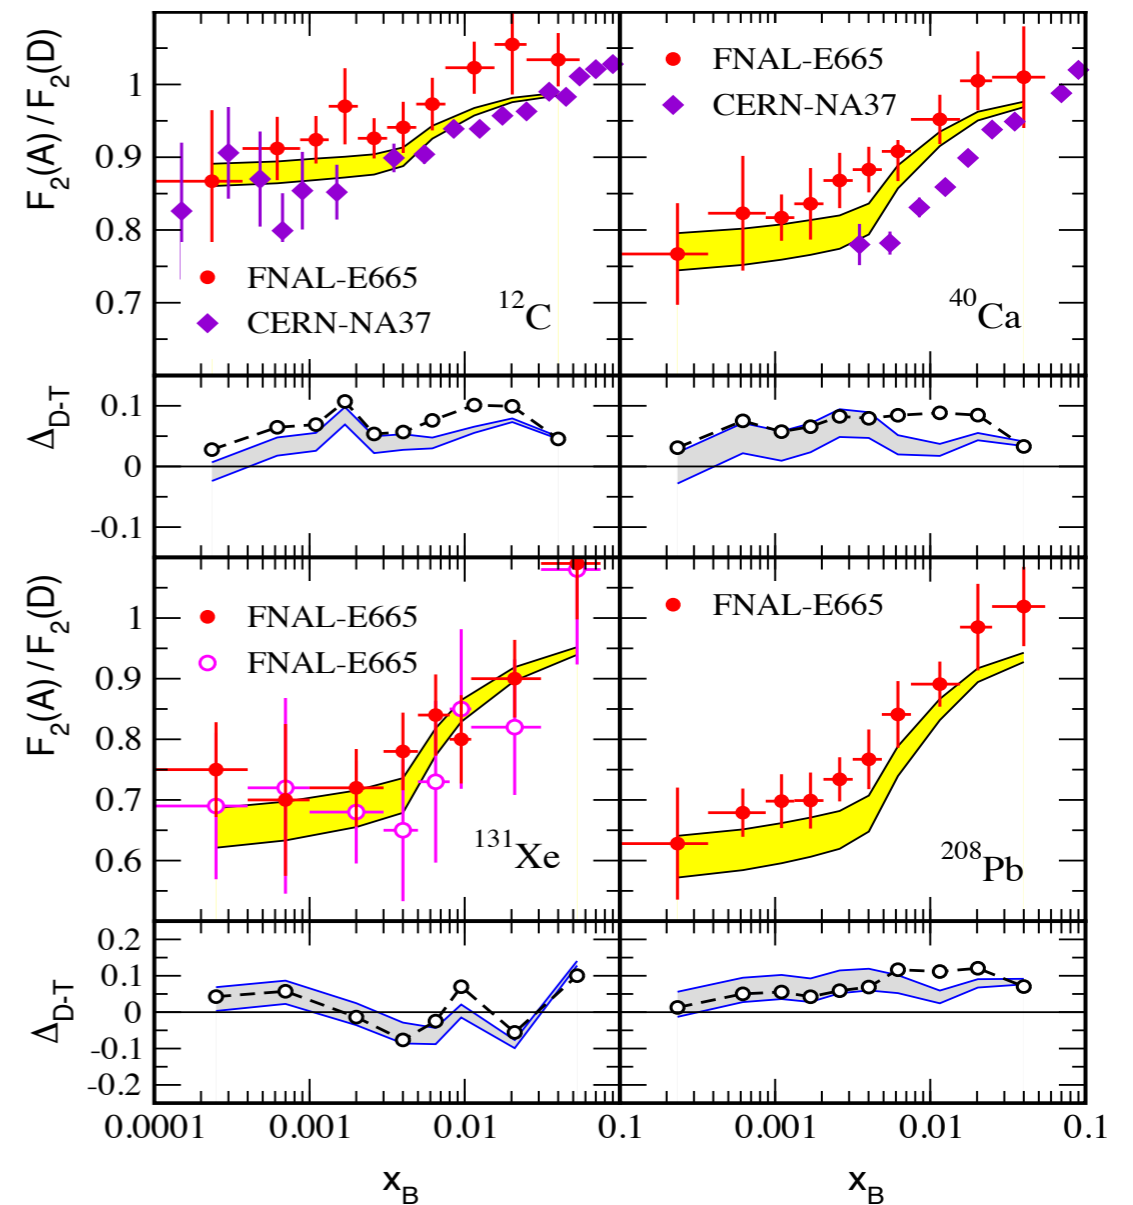 F2(A) / F2(D)
1
0.9
0.8
0.7
FNAL-E665
CERN-NA37
12C
FNAL-E665
CERN-NA37
40Ca
ΔD-T
0.1
0
-0.1
F2(A) / F2(D)
1
0.9
0.8
0.7
0.6
FNAL-E665
FNAL-E665
131Xe
FNAL-E665
208Pb
ΔD-T
0.2
0.1
0
-0.1
-0.2
0.0001 0.001 0.01 0.1 0.001 0.01 0.1
xB xB